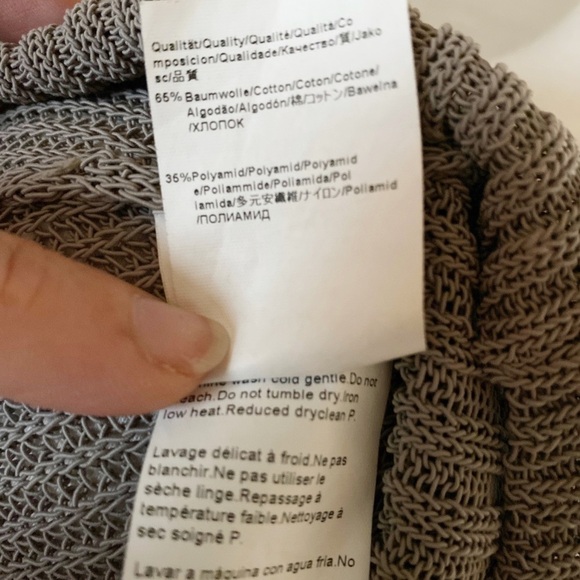 Qualität/Quality/Qualité/Qualità/Co
mposicion/Qualidade/Качество/質/Jako
sc/品質
65% Baumwolle/Cotton/Coton/Cotone/
Algodão/Algodón/棉/コットン/Bawelna
/ХЛОПОК
35%Polyamid/Polyamid/Polyamid
e/Poliammide/Poliamida/Pol
iamida/多元安纖維/ナイロン/Poliamid
/ПОЛИАМИД
wash cold gentle.Do not
each.Do not tumble dry.Iron
low heat.Reduced dryclean P.
Lavage délicat à froid.Ne pas
blanchir.Ne pas utiliser le
sèche linge.Repassage à
température faible.Nettoyage à
sec soigné P.
Lavar a máquina con agua fria.No